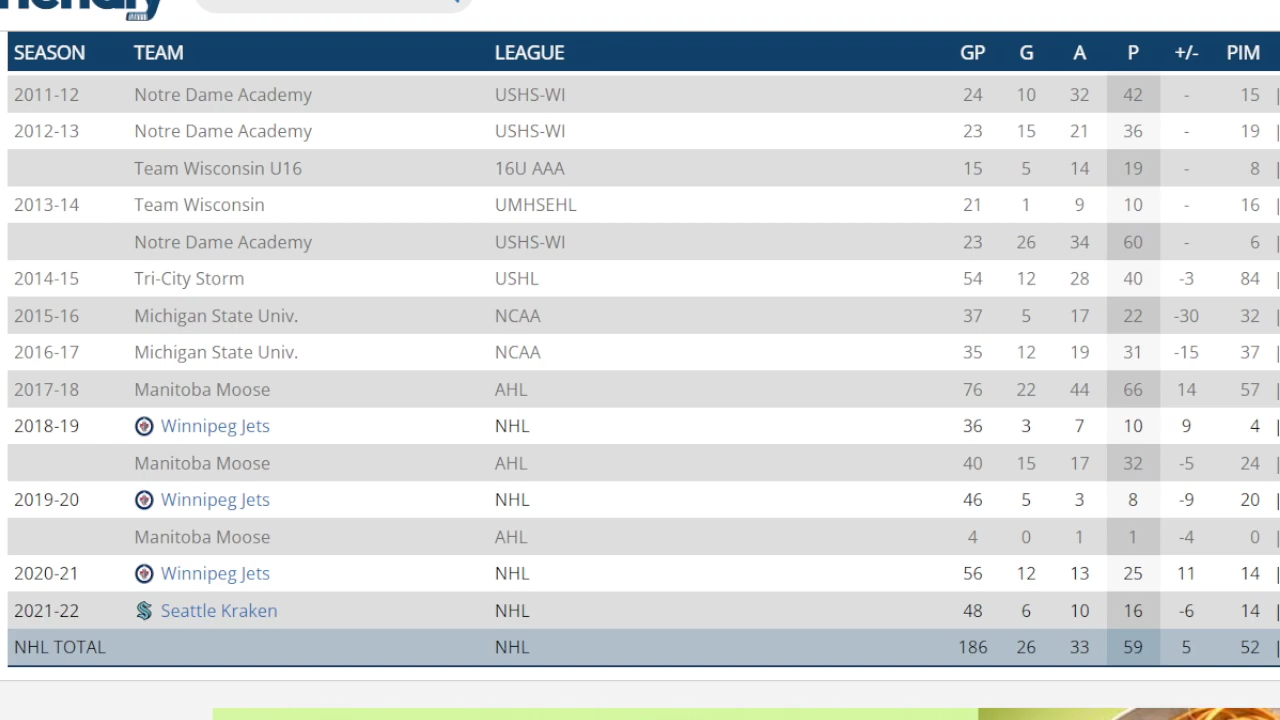 SEASON TEAM LEAGUE GP G A P +/- PIM
2011-12 Notre Dame Academy USHS-WI 24 10 32 42 - 15
2012-13 Notre Dame Academy USHS-WI 23 15 21 36 - 19
Team Wisconsin U16 16U AAA 15 5 14 19 - 8
2013-14 Team Wisconsin UMHSEHL 21 1 9 10 - 16
Notre Dame Academy USHS-WI 23 26 34 60 - 6
2014-15 Tri-City Storm USHL 54 12 28 40 -3 84
2015-16 Michigan State Univ. NCAA 37 5 17 22 -30 32
2016-17 Michigan State Univ. NCAA 35 12 19 31 -15 37
2017-18 Manitoba Moose AHL 76 22 44 66 14 57
2018-19 Winnipeg Jets NHL 36 3 7 10 9 4
Manitoba Moose AHL 40 15 17 32 -5 24
2019-20 Winnipeg Jets NHL 46 5 3 8 -9 20
Manitoba Moose AHL 4 0 1 1 -4 0
2020-21 Winnipeg Jets NHL 56 12 13 25 11 14
2021-22 Seattle Kraken NHL 48 6 10 16 -6 14
NHL TOTAL NHL 186 26 33 59 5 52